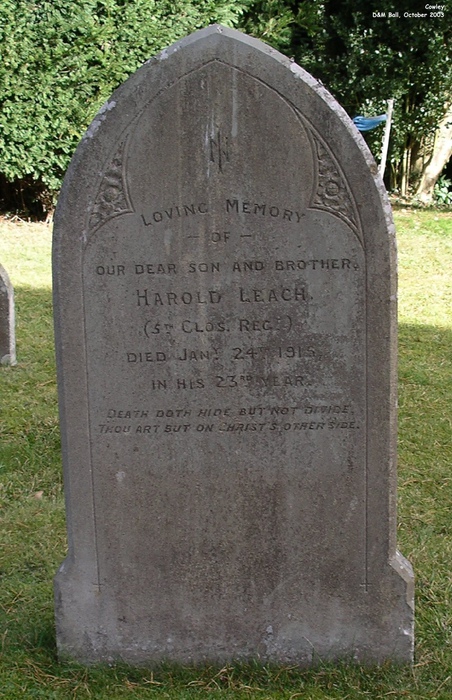 Cowley;
D&M Ball, October 2003
IN
LOVING MEMORY
— OF —
OUR DEAR SON AND BROTHER,
HAROLD LEACH,
(5TH GLOS. REGT)
DIED JANY 24TH 1915,
IN HIS 23RD YEAR.
DEATH DOTH HIDE BUT NOT DIVIDE,
THOU ART BUT ON CHRIST'S OTHER SIDE.